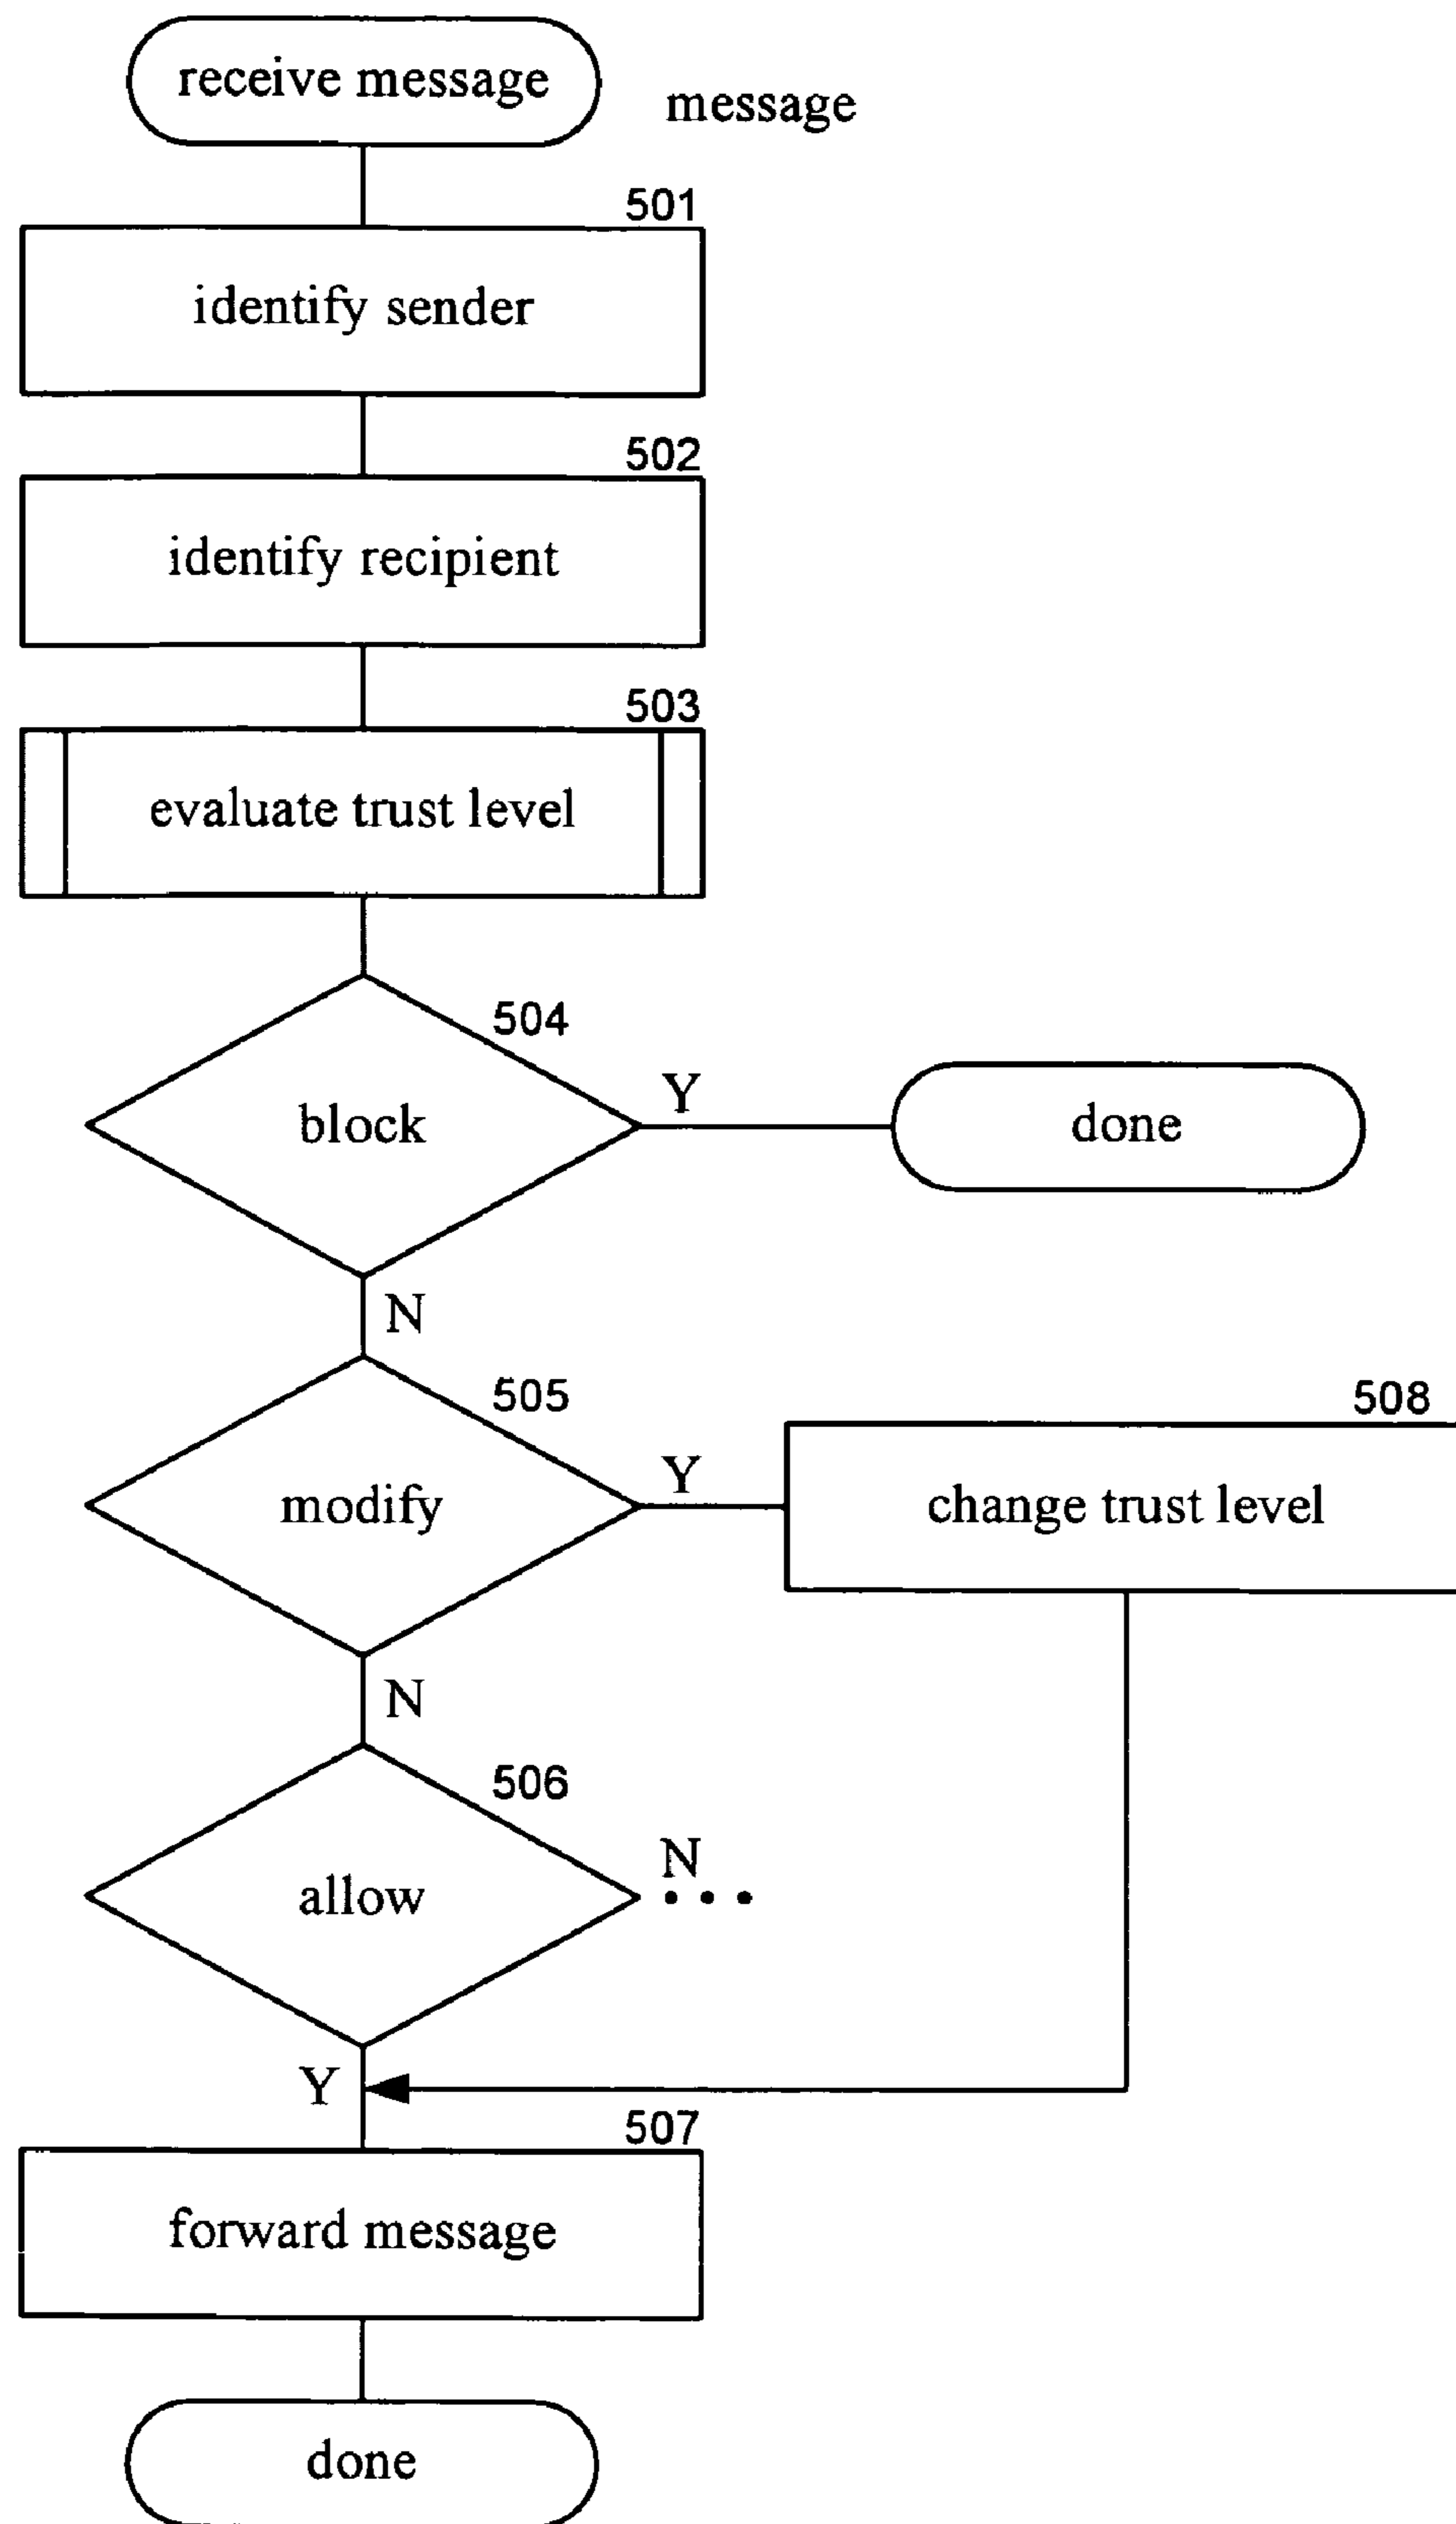 receive message
message
501
identify sender
502
identify recipient
503
evaluate trust level
504
block
Y
done
N
505
modify
Y
508
change trust level
N
506
allow
N
Y
507
forward message
done